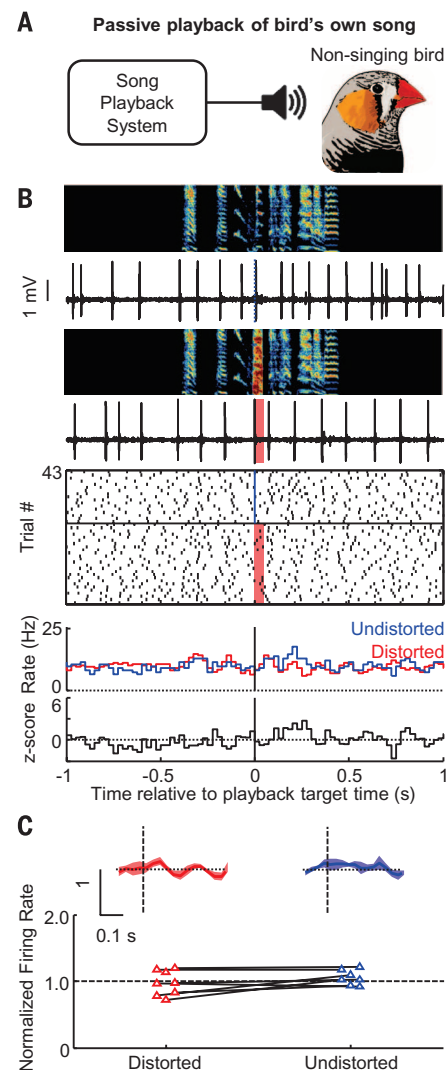 A
Passive playback of bird's own song
Non-singing bird
Song
Playback
System
B
1 mV
43
Trial #
25
Undistorted
Distorted
Rate (Hz)
0
6
z-score
0
-1 -0.5 0 0.5 1
Time relative to playback target time (s)
C
1
0.1 s
2.0
Normalized Firing Rate
1.0
0
Distorted Undistorted